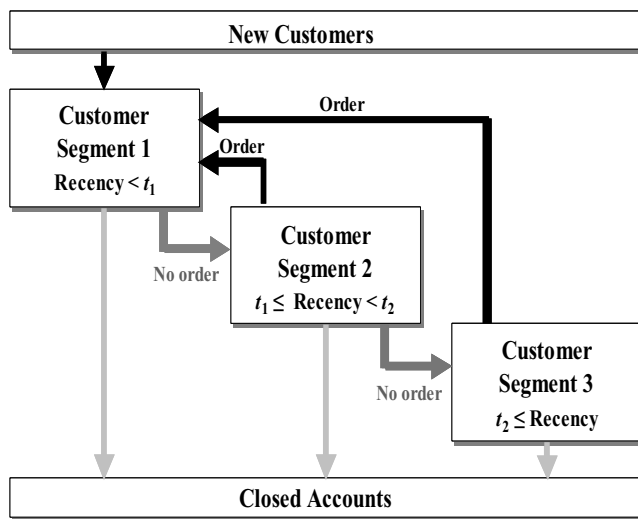 New Customers
Customer
Segment 1
Recency < t1
Order
Order
No order
Customer
Segment 2
t1 ≤ Recency < t2
No order
Customer
Segment 3
t2 ≤ Recency
Closed Accounts